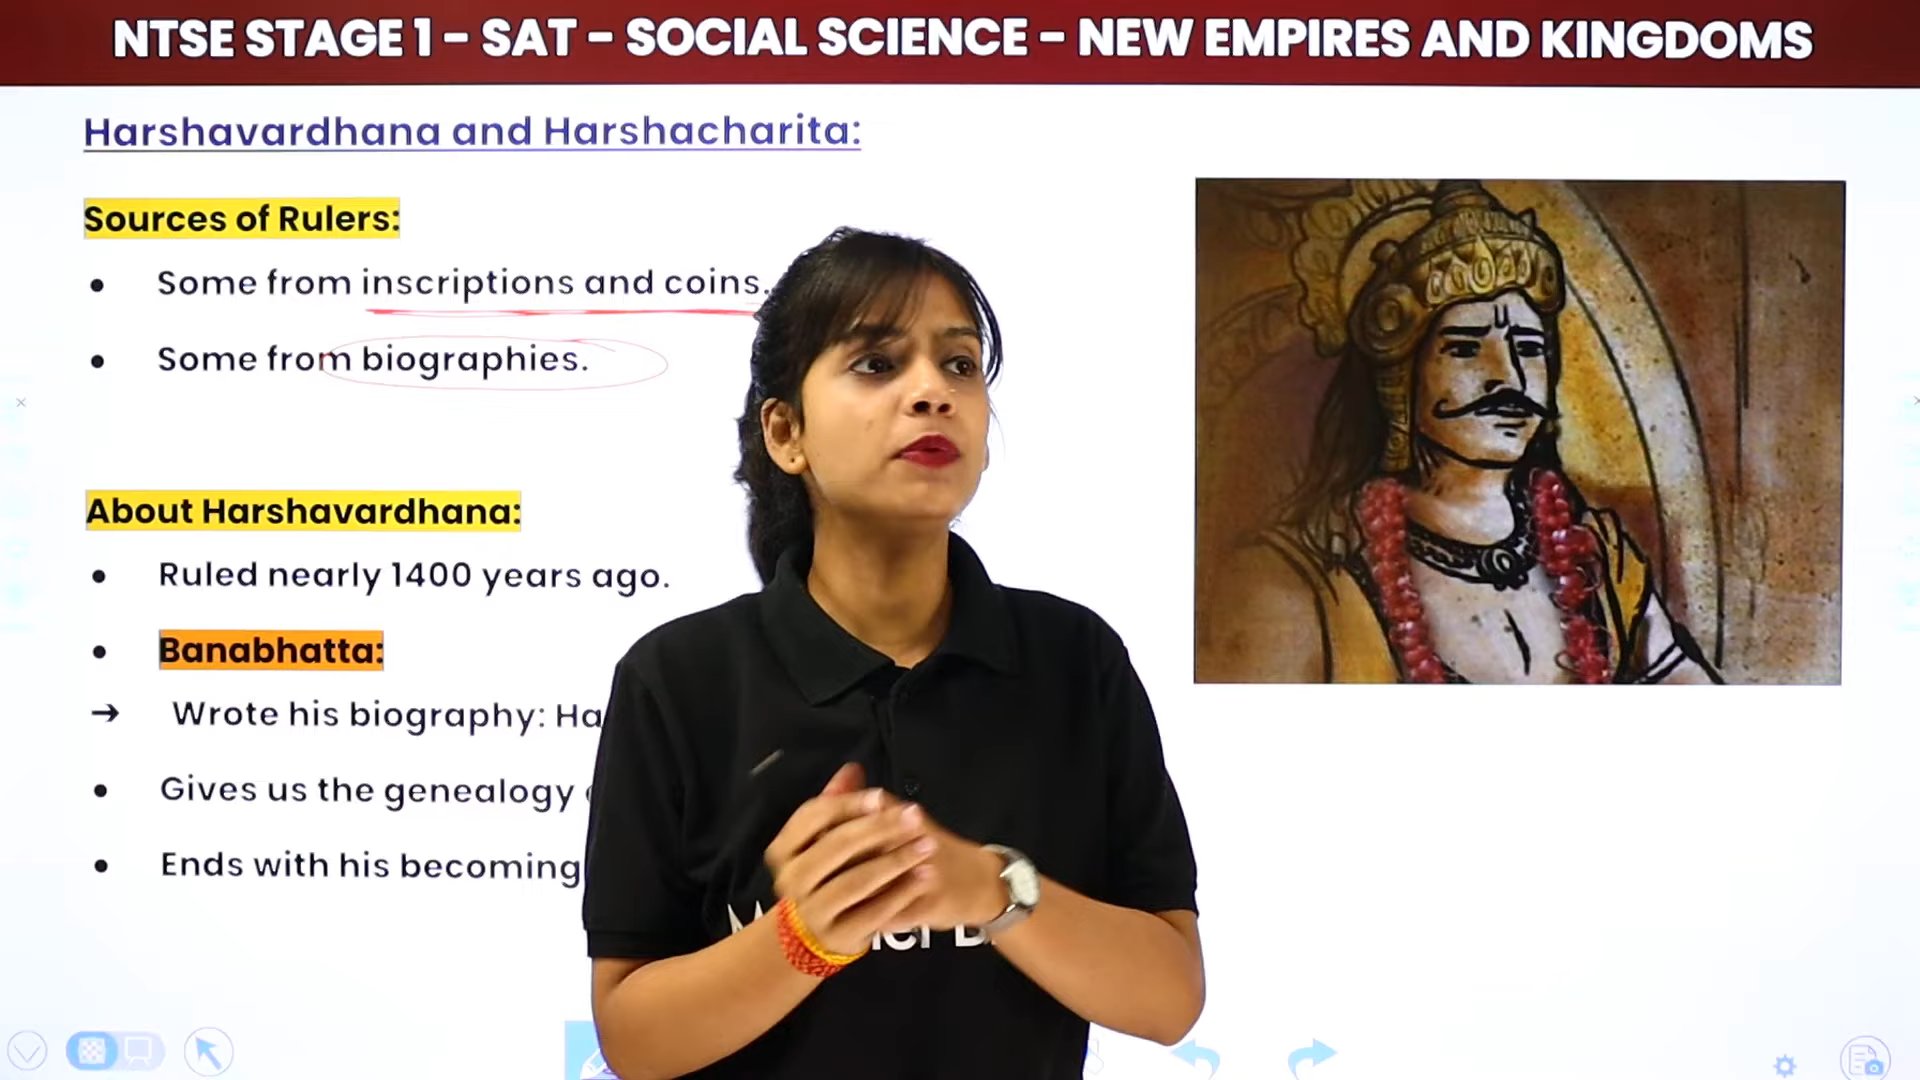 NTSE STAGE 1 - SAT - SOCIAL SCIENCE - NEW EMPIRES AND KINGDOMS
Harshavardhana and Harshacharita:
Sources of Rulers:
● Some from inscriptions and coins.
● Some from biographies.
About Harshavardhana:
● Ruled nearly 1400 years ago.
● Banabhatta:
→ Wrote his biography:
● Gives us the genealogy
● Ends with his becoming